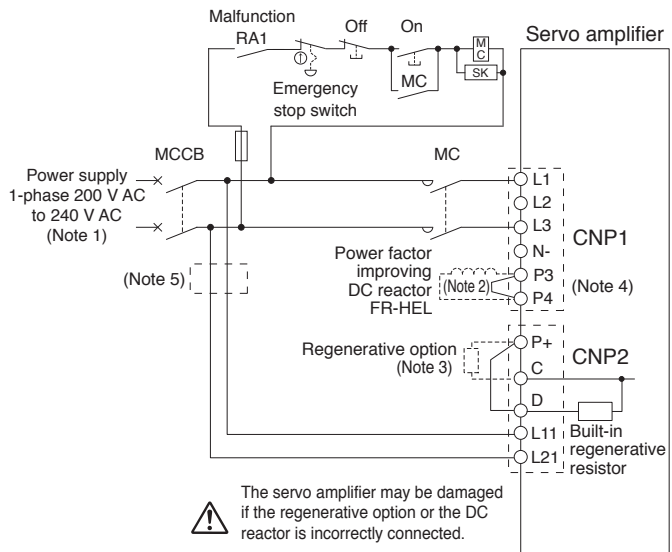 Malfunction
RA1
Off
On
MC
SK
MC
Emergency
stop switch
Servo amplifier
MCCB
MC
Power supply
1-phase 200 V AC
to 240 V AC
(Note 1)
L1
L2
L3
N-
P3
P4
CNP1
(Note 4)
(Note 5)
Power factor
improving
DC reactor
FR-HEL
(Note 2)
Regenerative option
(Note 3)
P+
C
D
L11
L21
CNP2
Built-in
regenerative
resistor
The servo amplifier may be damaged
if the regenerative option or the DC
reactor is incorrectly connected.